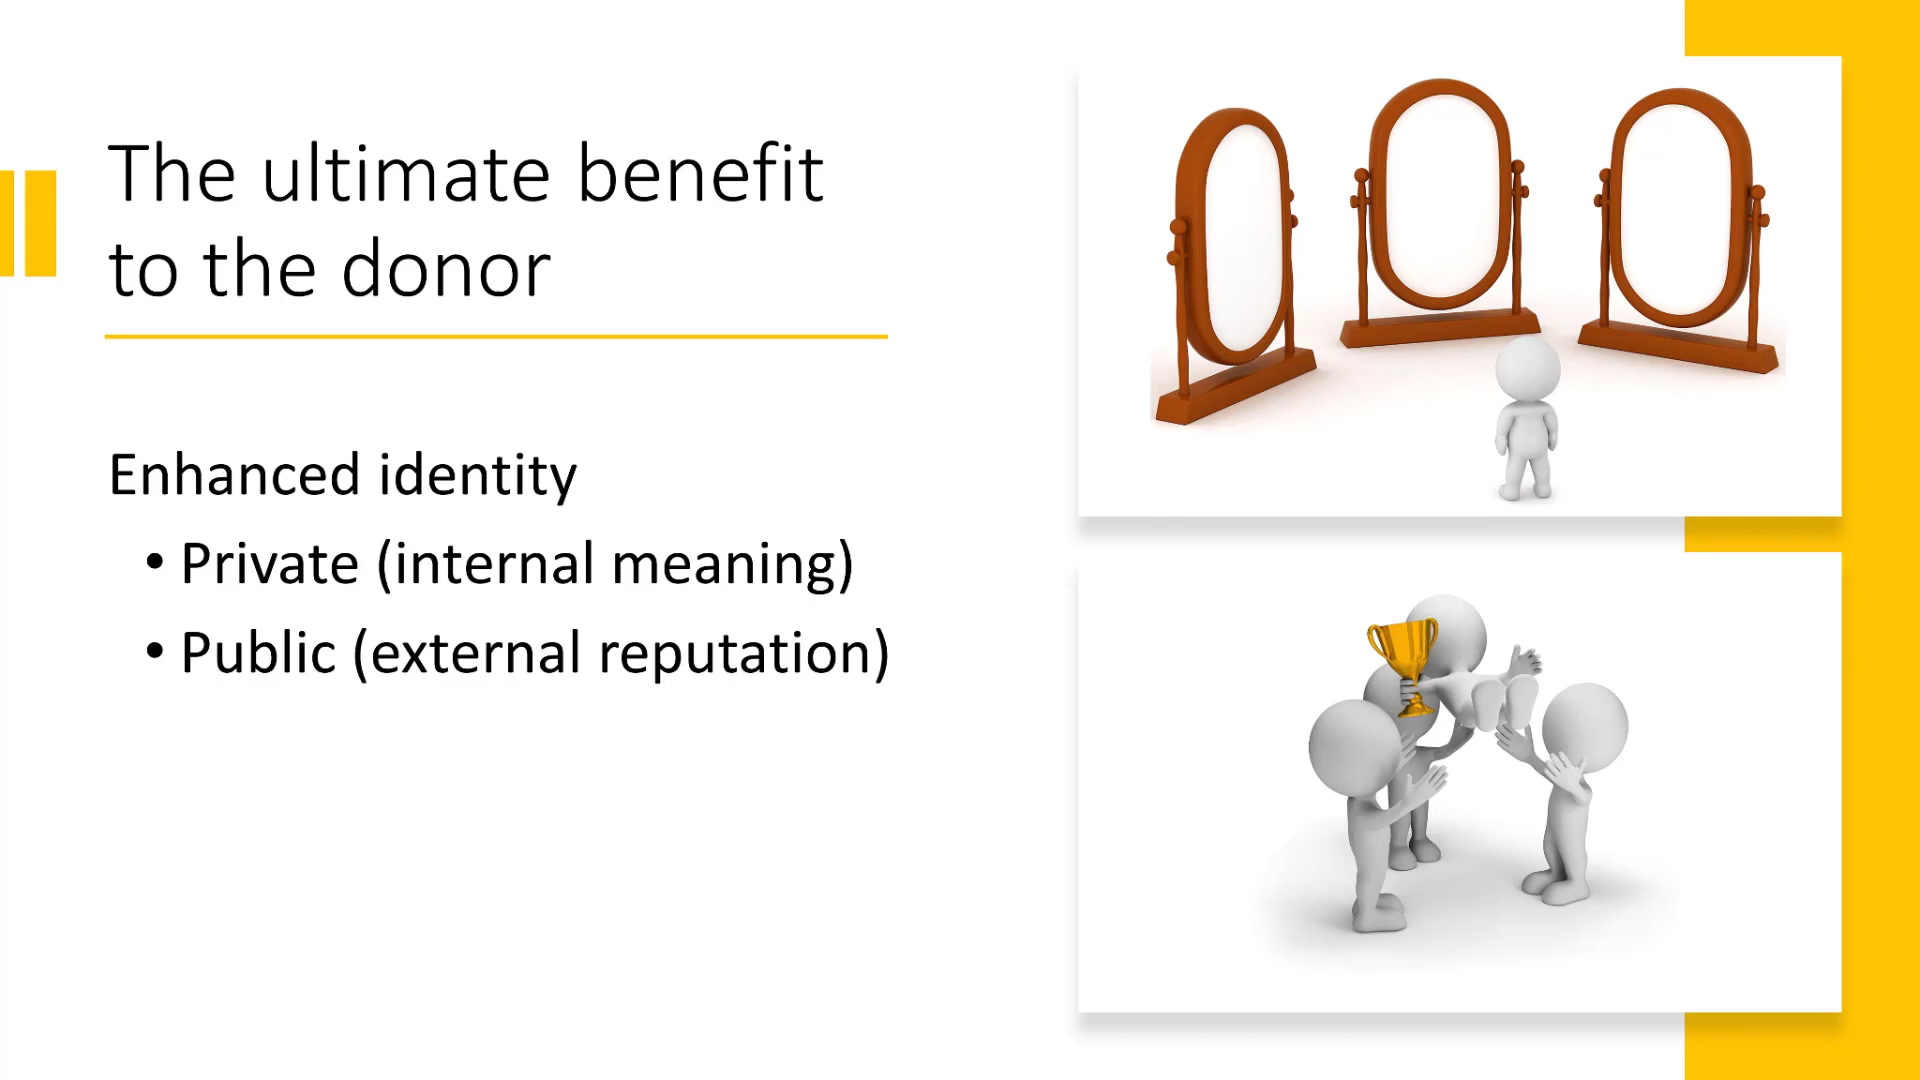 The ultimate benefit
to the donor
Enhanced identity
• Private (internal meaning)
• Public (external reputation)